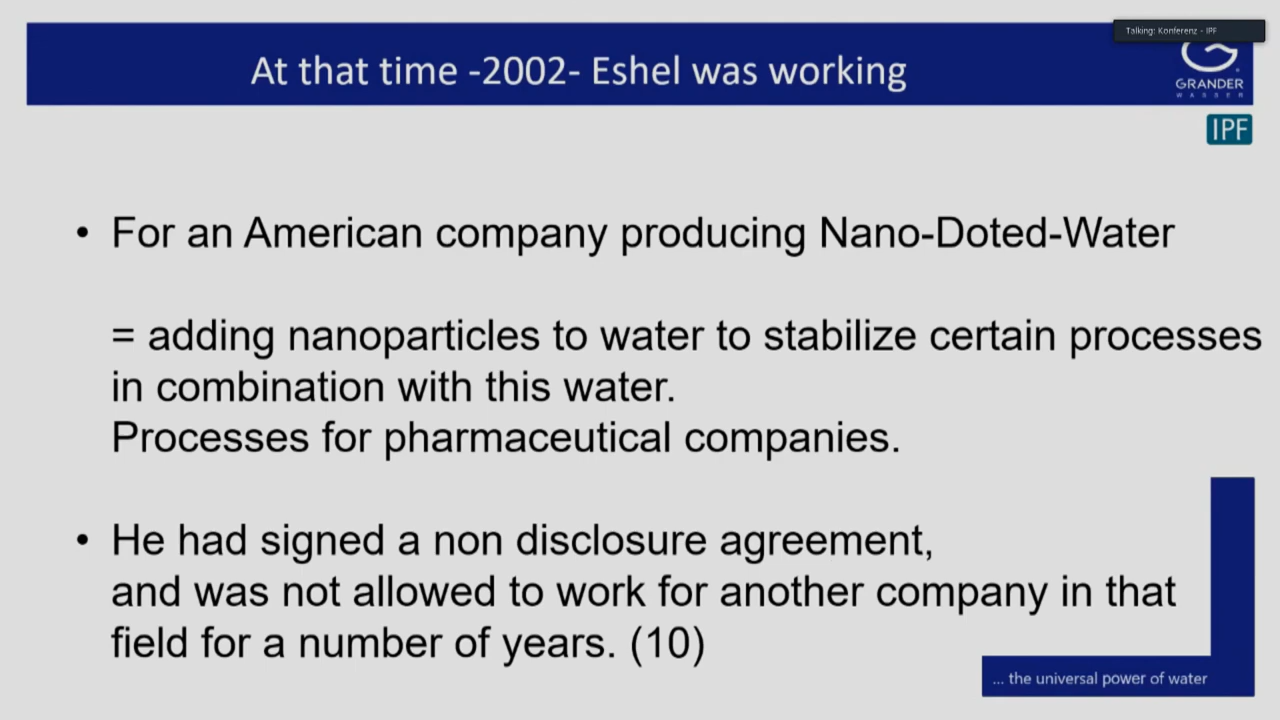 Talking: Konferenz - IPF
At that time -2002- Eshel was working
GRANDER
WASSER
IPF
• For an American company producing Nano-Doted-Water
= adding nanoparticles to water to stabilize certain processes
in combination with this water.
Processes for pharmaceutical companies.
• He had signed a non disclosure agreement,
and was not allowed to work for another company in that
field for a number of years. (10)
... the universal power of water